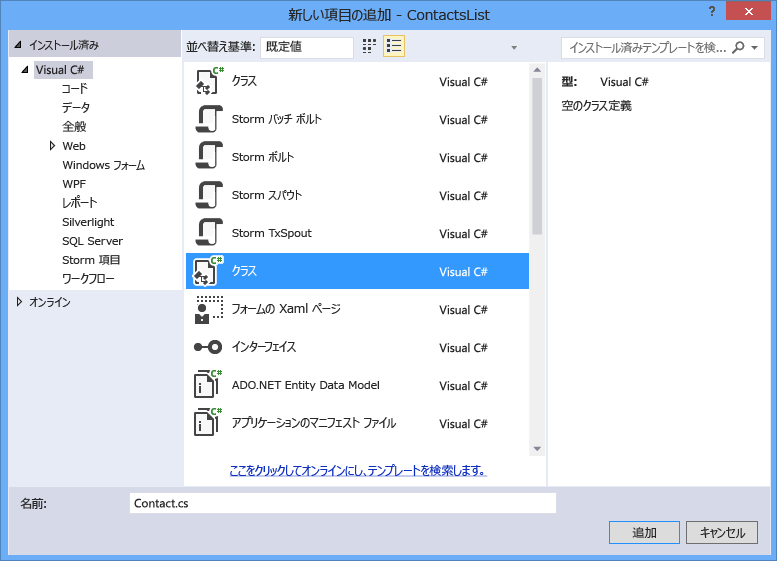 新しい項目の追加 - ContactsList
?
インストール済み
並べ替え基準: 既定値
インストール済みテンプレートを検索...
Visual C#
コード
データ
全般
Web
Windows フォーム
WPF
レポート
Silverlight
SQL Server
Storm 項目
ワークフロー
オンライン
C# クラス Visual C#
Storm バッチ ボルト Visual C#
Storm ボルト Visual C#
Storm スパウト Visual C#
Storm TxSpout Visual C#
C# クラス Visual C#
フォームの Xaml ページ Visual C#
インターフェイス Visual C#
C# ADO.NET Entity Data Model Visual C#
C# アプリケーションのマニフェスト ファイル Visual C#
ここをクリックしてオンラインにし、テンプレートを検索します。
型: Visual C#
空のクラス定義
名前: Contact.cs
追加 キャンセル